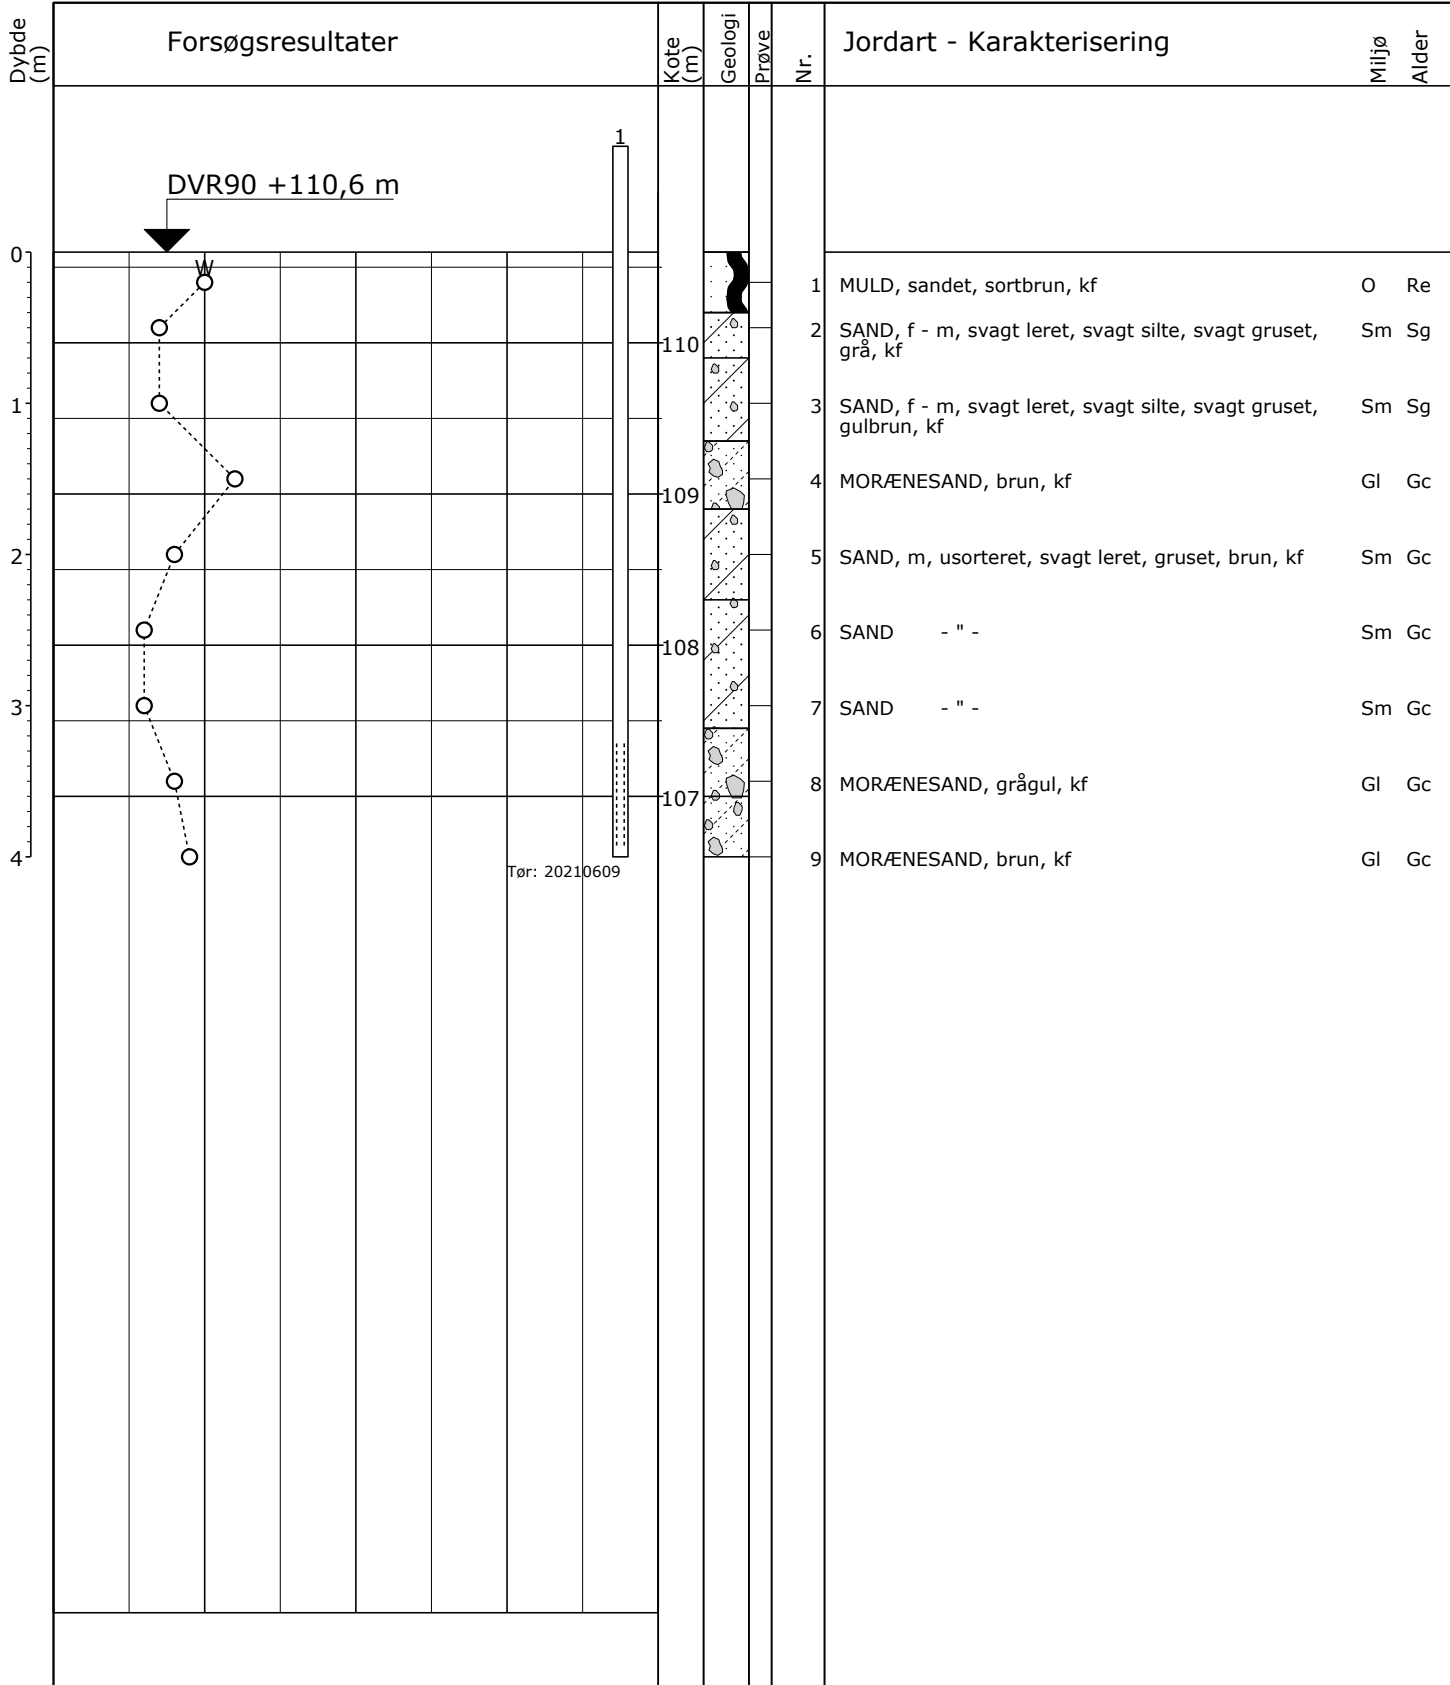 Dybde
(m)
Forsøgsresultater
Kote
(m)
Geologi
Prøve
Nr.
Jordart - Karakterisering
Miljø
Alder
1
DVR90 +110,6 m
0
W
1 MULD, sandet, sortbrun, kf O Re
110
2 SAND, f - m, svagt leret, svagt silte, svagt gruset, Sm Sg
grå, kf
1
3 SAND, f - m, svagt leret, svagt silte, svagt gruset, Sm Sg
gulbrun, kf
109
4 MORÆNESAND, brun, kf Gl Gc
2
5 SAND, m, usorteret, svagt leret, gruset, brun, kf Sm Gc
108
6 SAND - " - Sm Gc
3
7 SAND - " - Sm Gc
107
8 MORÆNESAND, grågul, kf Gl Gc
4
9 MORÆNESAND, brun, kf Gl Gc
Tør: 20210609